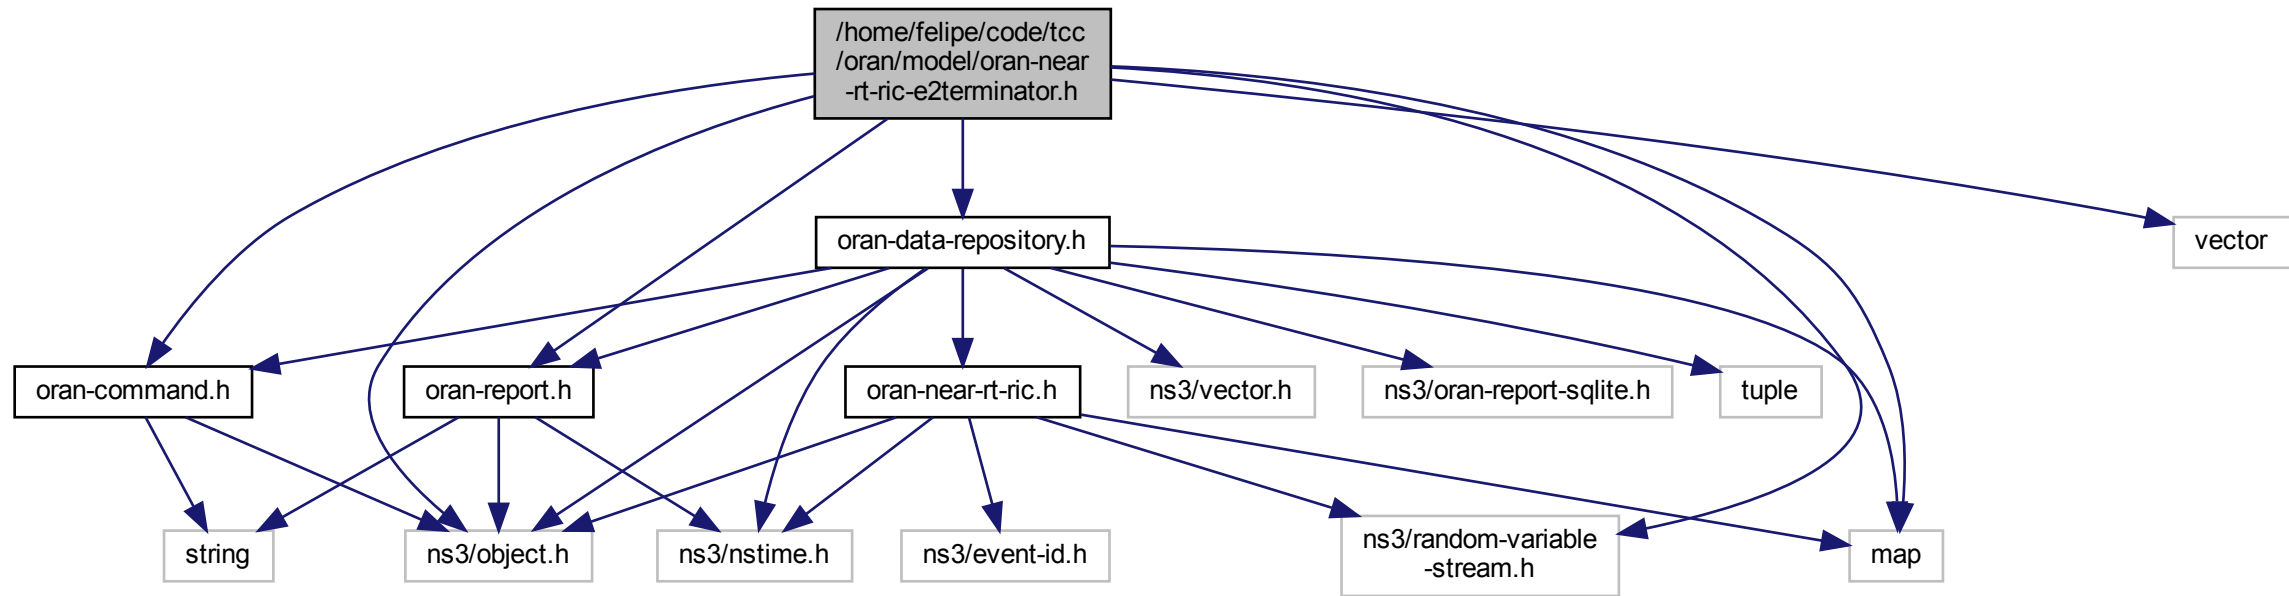 /home/felipe/code/tcc
/oran/model/oran-near
-rt-ric-e2terminator.h
oran-data-repository.h
vector
oran-command.h
oran-report.h
oran-near-rt-ric.h
ns3/vector.h
ns3/oran-report-sqlite.h
tuple
string
ns3/object.h
ns3/nstime.h
ns3/event-id.h
ns3/random-variable
-stream.h
map